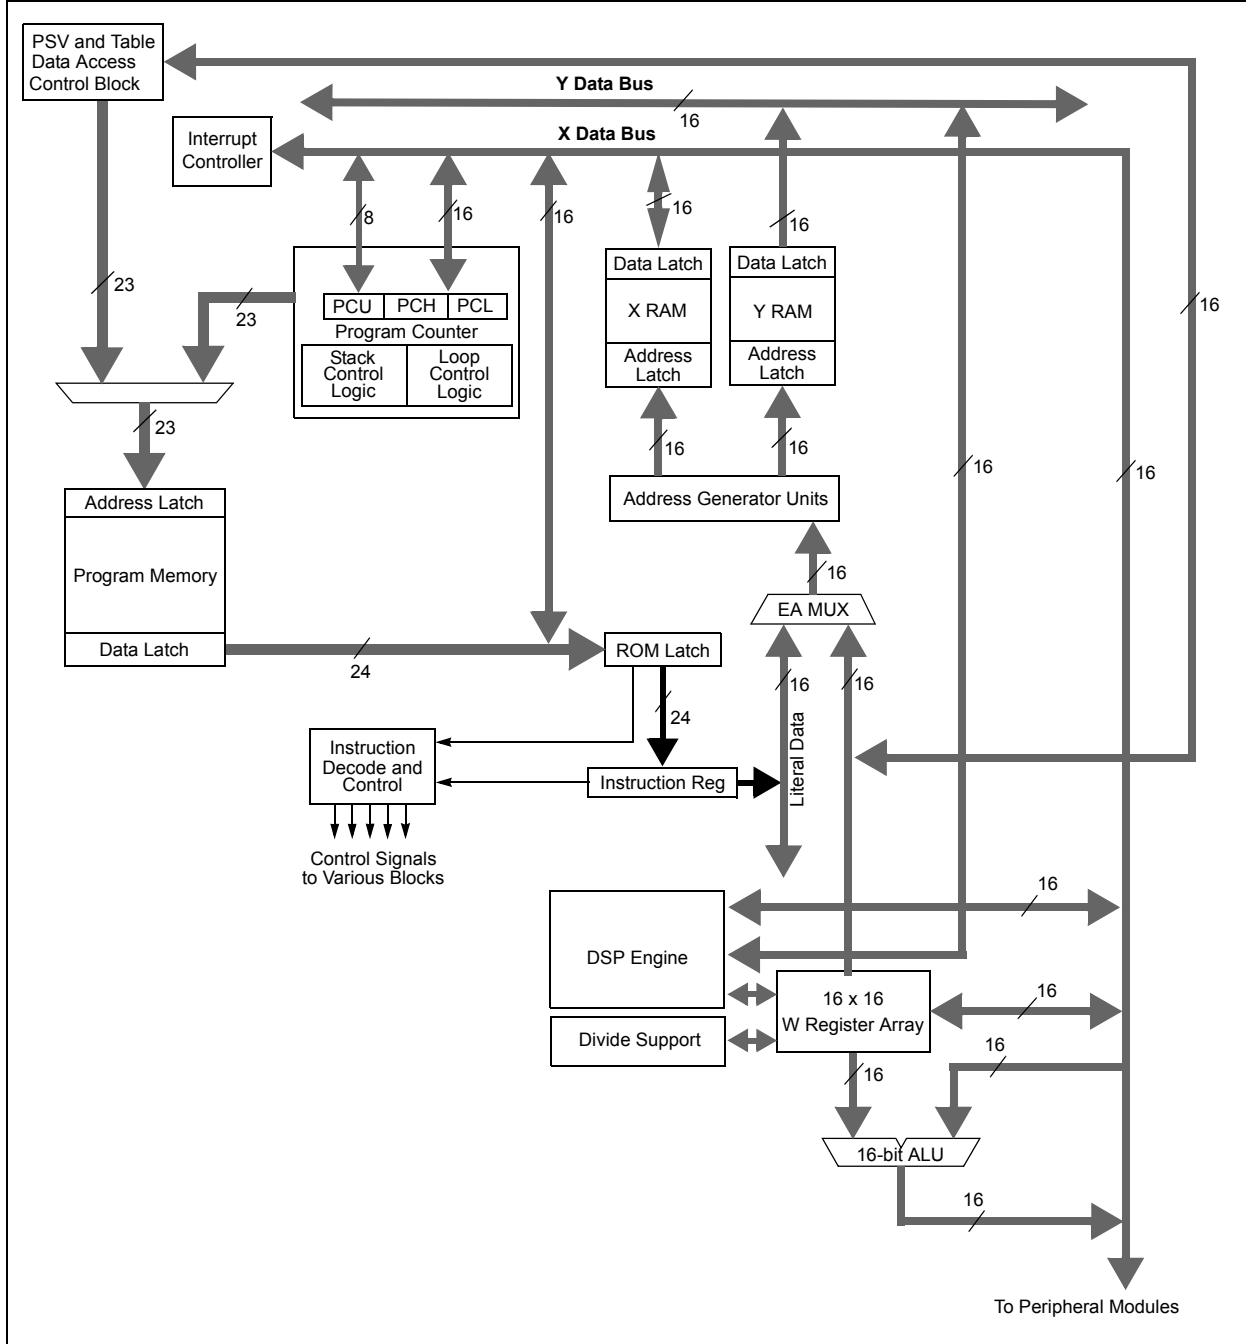 PSV and Table
Data Access
Control Block
Y Data Bus
16
Interrupt
Controller
X Data Bus
8
16
16
16
16
23
23
16
Data Latch
X RAM
Address
Latch
Data Latch
Y RAM
Address
Latch
PCU PCH PCL
Program Counter
Stack
Control
Logic
Loop
Control
Logic
23
16
16
16
16
Address Latch
Program Memory
Data Latch
Address Generator Units
16
EA MUX
24
ROM Latch
16
16
24
Literal Data
Instruction
Decode and
Control
Instruction Reg
Control Signals
to Various Blocks
16
DSP Engine
16 x 16
W Register Array
16
Divide Support
16
16
16-bit ALU
16
To Peripheral Modules